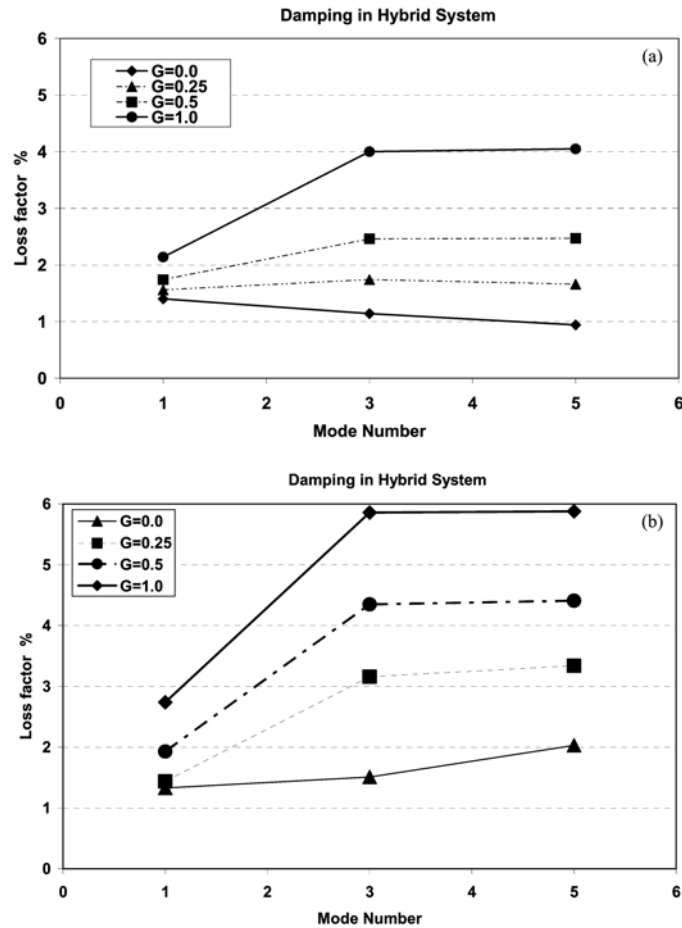 Damping in Hybrid System
(a)
G=0.0
G=0.25
G=0.5
G=1.0
Loss factor %
6
5
4
3
2
1
0
0 1 2 3 4 5 6
Mode Number
Damping in Hybrid System
(b)
G=0.0
G=0.25
G=0.5
G=1.0
Loss factor %
6
5
4
3
2
1
0
0 1 2 3 4 5 6
Mode Number